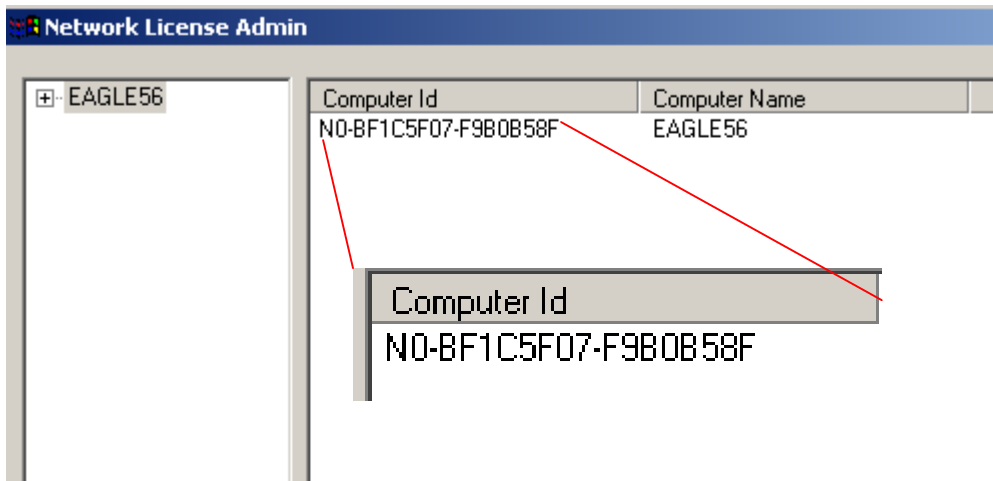 Network License Admin
EAGLE56
Computer Id Computer Name
N0-BF1C5F07-F9B0B58F EAGLE56
Computer Id
N0-BF1C5F07-F9B0B58F